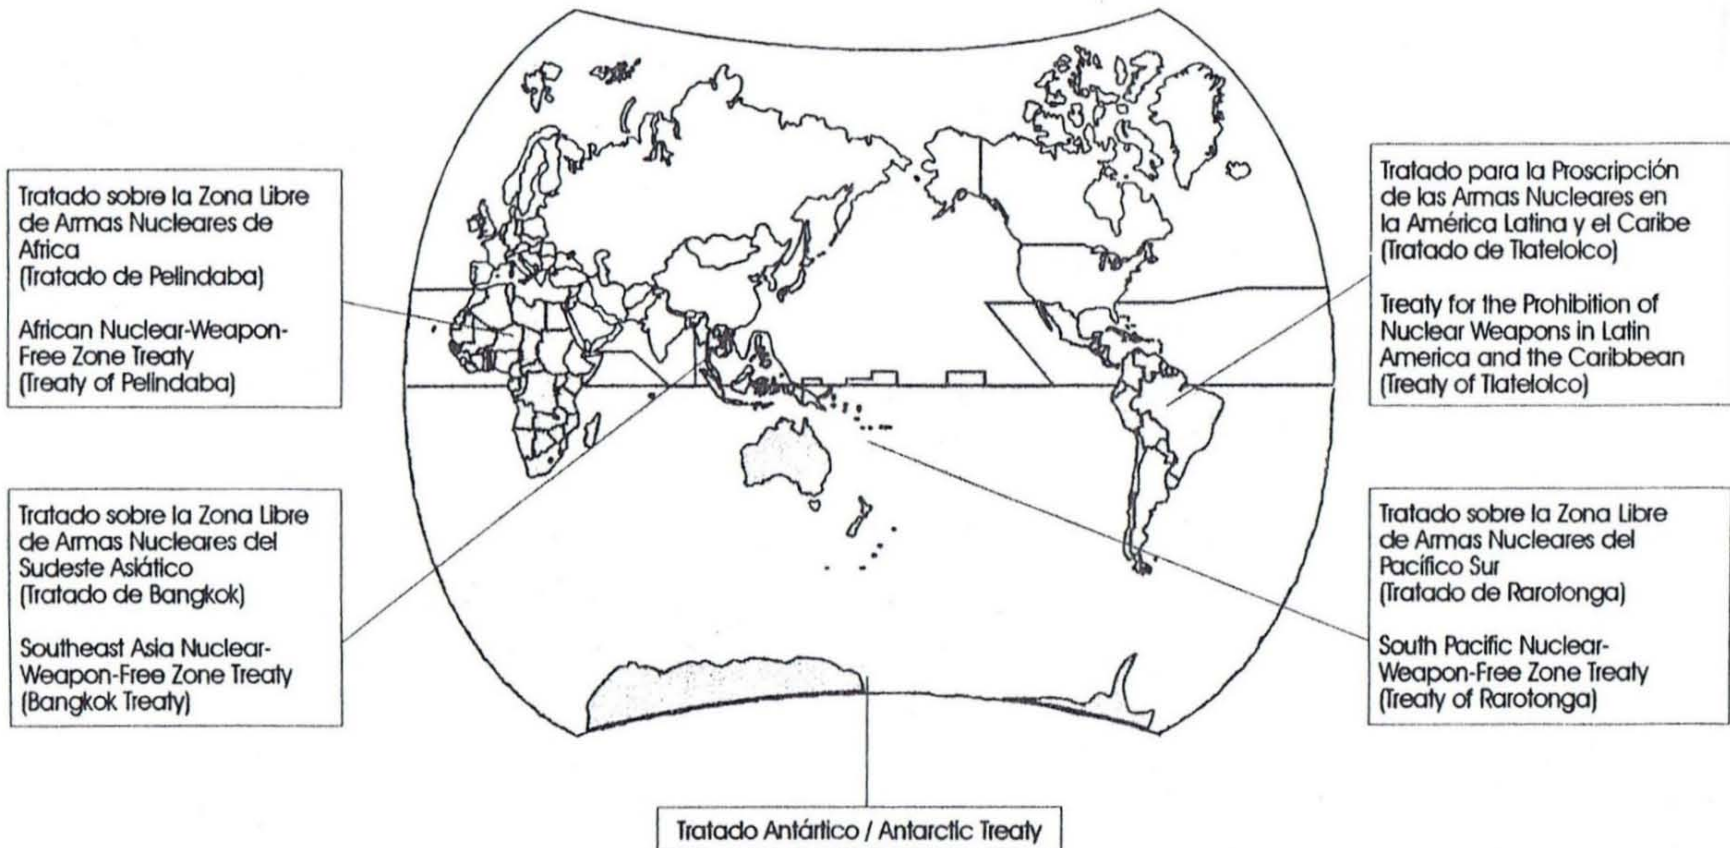 Tratado sobre la Zona Libre
de Armas Nucleares de
Africa
(Tratado de Pelindaba)
African Nuclear-Weapon-
Free Zone Treaty
(Treaty of Pelindaba)
Tratado sobre la Zona Libre
de Armas Nucleares del
Sudeste Asiático
(Tratado de Bangkok)
Southeast Asia Nuclear-
Weapon-Free Zone Treaty
(Bangkok Treaty)
Tratado para la Proscripción
de las Armas Nucleares en
la América Latina y el Caribe
(Tratado de Tlatelolco)
Treaty for the Prohibition of
Nuclear Weapons in Latin
America and the Caribbean
(Treaty of Tlatelolco)
Tratado sobre la Zona Libre
de Armas Nucleares del
Pacífico Sur
(Tratado de Rarotonga)
South Pacific Nuclear-
Weapon-Free Zone Treaty
(Treaty of Rarotonga)
Tratado Antártico / Antarctic Treaty